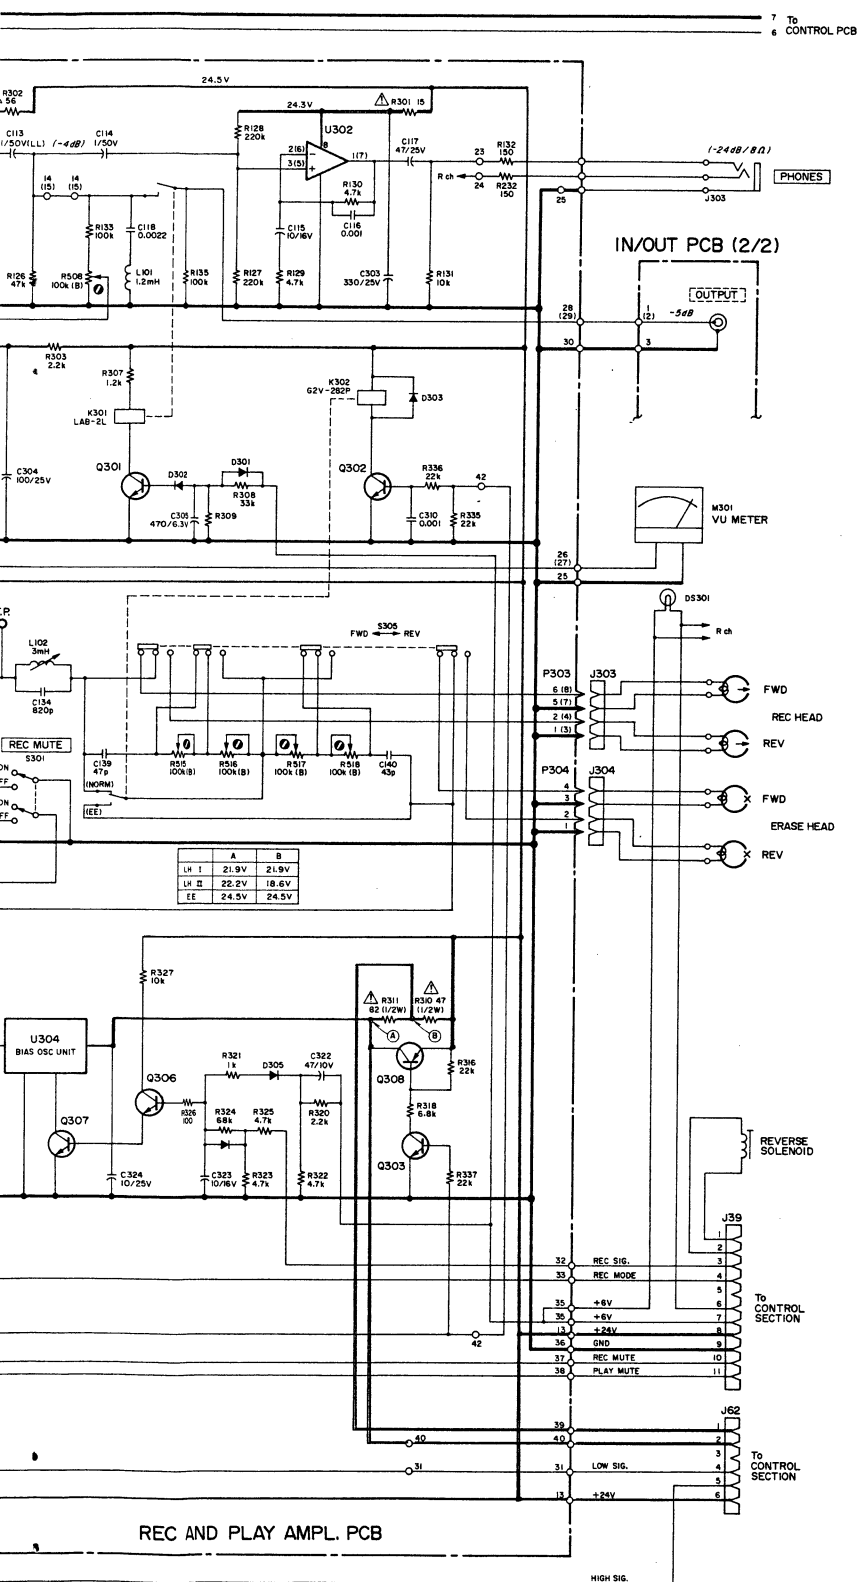 7 To
6 CONTROL PCB
24.5V
R302
56
24.3V
R301 15
C113
1/50V(LL)
(-4dB)
C114
1/50V
R128
220k
U302
8
2(6)
3(5)
1(7)
C117
47/25V
23
R132
150
(-24dB/8Ω)
R ch
24
R232
150
25
J303
PHONES
14
(15)
14
(15)
R130
4.7k
C116
0.001
R133
100k
C118
0.0022
C115
10/16V
IN/OUT PCB (2/2)
R126
47k
R508
100k(B)
L101
1.2mH
R135
100k
R127
220k
R129
4.7k
C303
330/25V
R131
10k
OUTPUT
28
(29)
1
(2)
-5dB
30
3
R303
2.2k
R307
1.2k
K302
G2V-282P
D303
K301
LAB-2L
C304
100/25V
Q301
D302
D301
R308
33k
Q302
R336
22k
42
C305
470/6.3V
R309
C310
0.001
R335
22k
M301
VU METER
26
(27)
25
DS301
R ch
L102
3mH
C134
820p
FWD
S305
REV
P303
J303
6(8)
5(7)
2(4)
1(3)
FWD
REC HEAD
REV
REC MUTE
S301
ON
ON
C139
47p
R515
100k(B)
R516
100k(B)
R517
100k(B)
R518
100k(B)
C140
43p
(NORM)
(EE)
P304
J304
4
3
2
1
FWD
ERASE HEAD
REV
A B
LH I 21.9V 21.9V
LH II 22.2V 18.6V
EE 24.5V 24.5V
R327
10k
R311
82(1/2W)
R310 47
(1/2W)
A
B
U304
BIAS OSC UNIT
Q306
R321
1k
D305
C322
47/10V
Q308
R316
22k
R326
100
R324
68k
R325
4.7k
R320
2.2k
R318
6.8k
Q307
Q303
C324
10/25V
C323
10/16V
R323
4.7k
R322
4.7k
R337
22k
REVERSE
SOLENOID
J39
1
2
32 REC SIG. 3
33 REC MODE 4
5
35 +6V 6
35 +6V 7
13 +24V 8
36 GND 9
37 REC MUTE 10
38 PLAY MUTE 11
42
To
CONTROL
SECTION
J62
39 1
40 40 2
3
31 31 LOW SIG. 4
5
13 +24V 6
To
CONTROL
SECTION
REC AND PLAY AMPL. PCB
HIGH SIG.